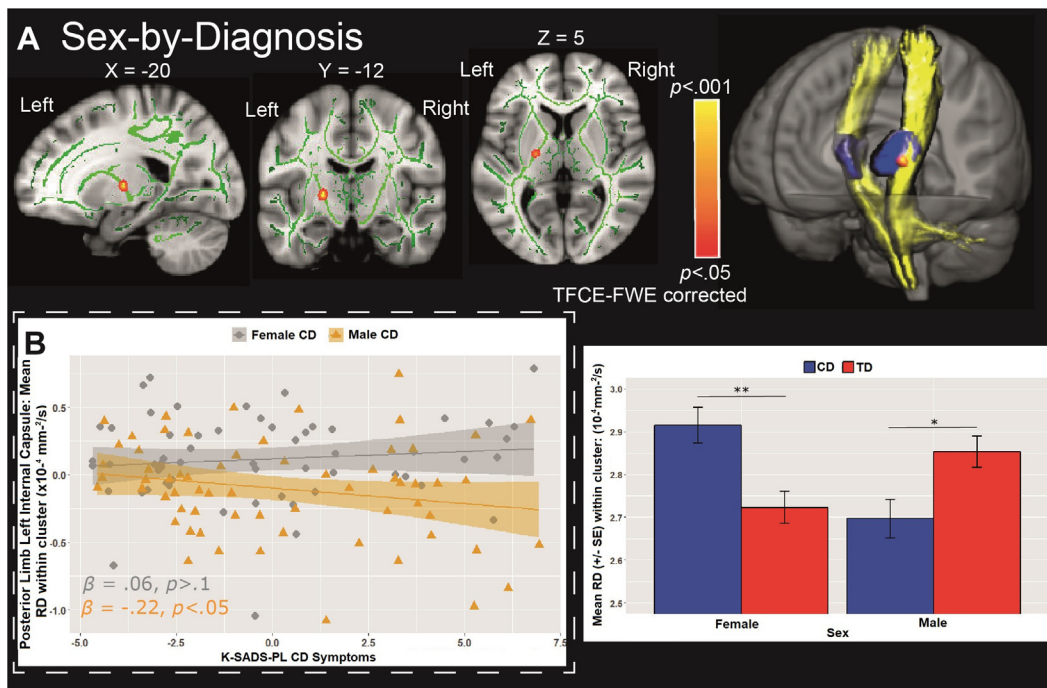 A Sex-by-Diagnosis
X = -20
Y = -12
Z = 5
Left
Left
Right
Left
Right
p<.001
p<.05
TFCE-FWE corrected
B
Female CD Male CD
Posterior Limb Left Internal Capsule: Mean
RD within cluster (x10⁻⁴ mm⁻²/s)
0.5
0.0
-0.5
-1.0
β = .06, p>.1
β = -.22, p<.05
-5.0 -2.5 0.0 2.5 5.0 7.5
K-SADS-PL CD Symptoms
CD TD
Mean RD (+/- SE) within cluster: (10⁻⁴ mm⁻²/s)
3.0
2.9
2.8
2.7
2.6
2.5
**
*
Female Male
Sex